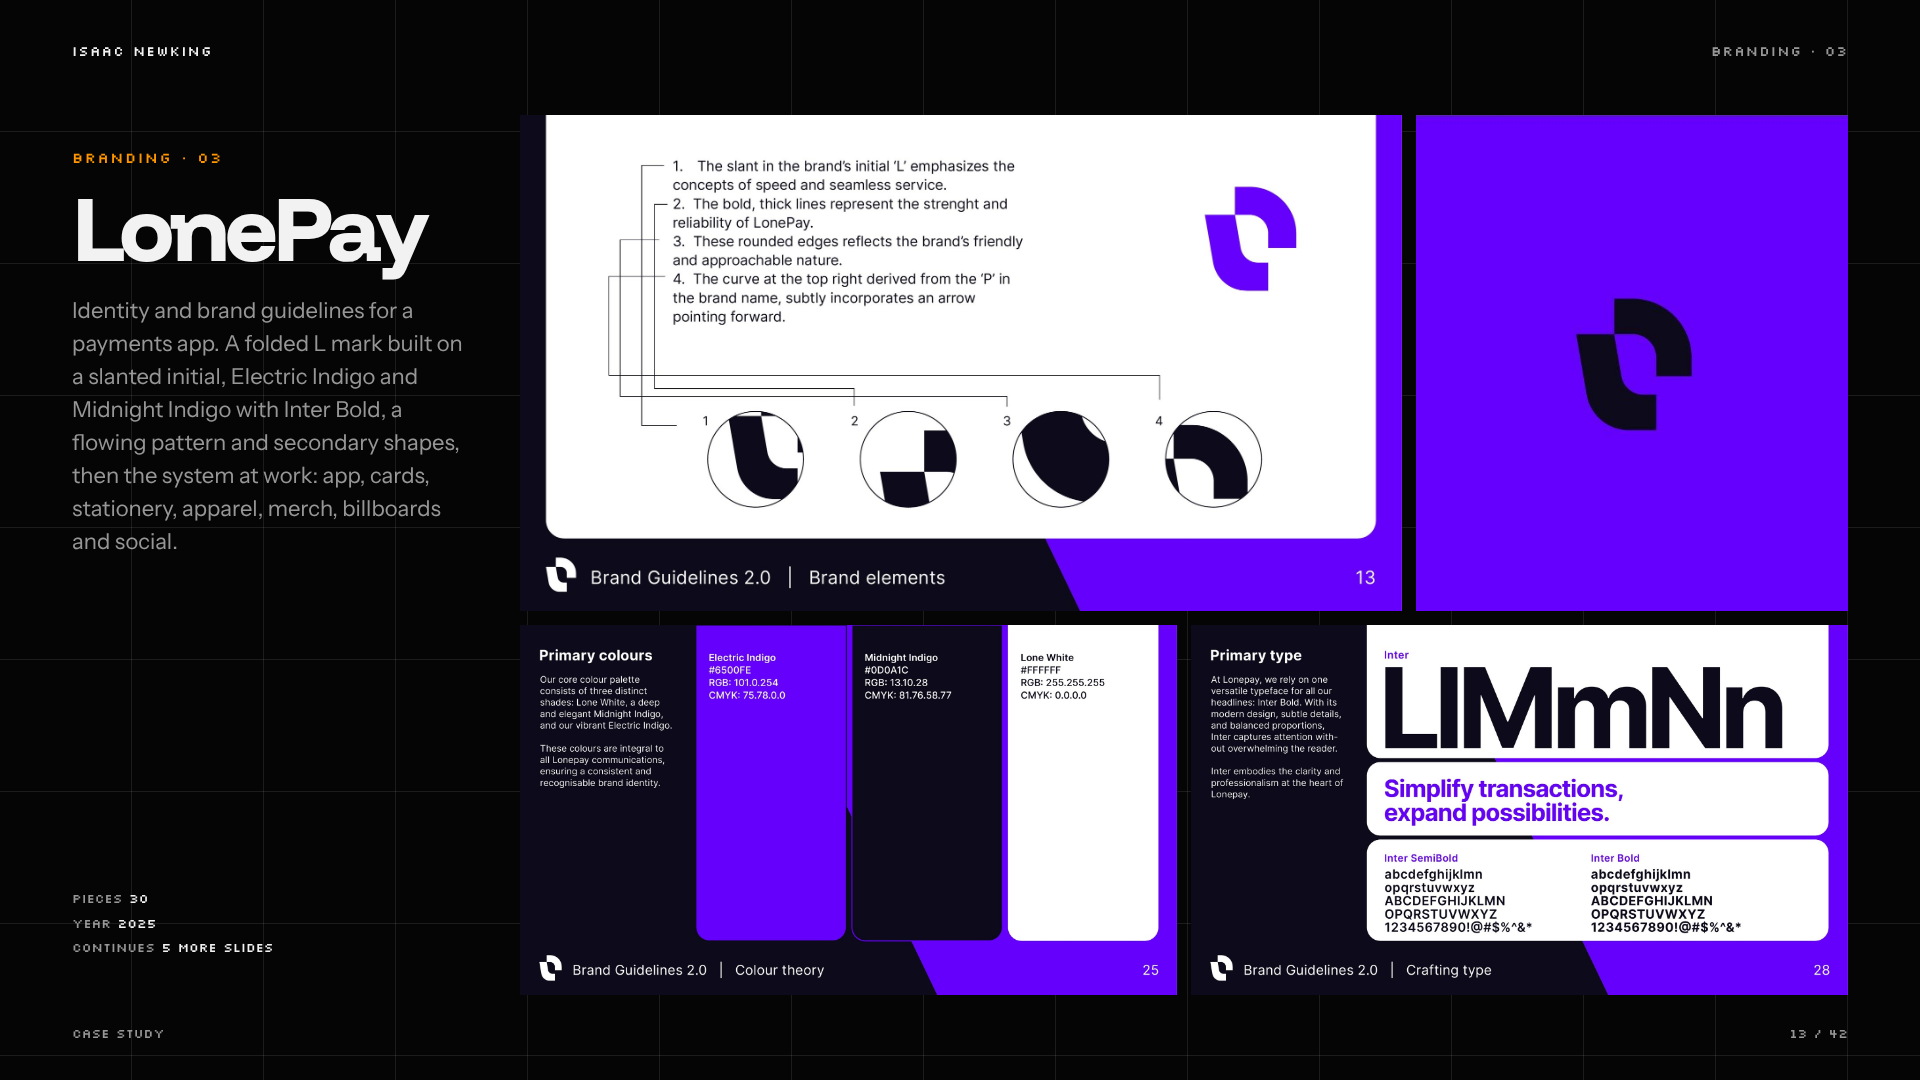 ISAAC NEWKING
BRANDING · 03
BRANDING · 03
LonePay
Identity and brand guidelines for a
payments app. A folded L mark built on
a slanted initial, Electric Indigo and
Midnight Indigo with Inter Bold, a
flowing pattern and secondary shapes,
then the system at work: app, cards,
stationery, apparel, merch, billboards
and social.
PIECES 30
YEAR 2025
CONTINUES 5 MORE SLIDES
1. The slant in the brand's initial 'L' emphasizes the
concepts of speed and seamless service.
2. The bold, thick lines represent the strenght and
reliability of LonePay.
3. These rounded edges reflects the brand's friendly
and approachable nature.
4. The curve at the top right derived from the 'P' in
the brand name, subtly incorporates an arrow
pointing forward.
1
2
3
4
Brand Guidelines 2.0 | Brand elements
13
Primary colours
Our core colour palette
consists of three distinct
shades: Lone White, a deep
and elegant Midnight Indigo,
and our vibrant Electric Indigo.
These colours are integral to
all Lonepay communications,
ensuring a consistent and
recognisable brand identity.
Electric Indigo
#6500FE
RGB: 101.0.254
CMYK: 75.78.0.0
Midnight Indigo
#0D0A1C
RGB: 13.10.28
CMYK: 81.76.58.77
Lone White
#FFFFFF
RGB: 255.255.255
CMYK: 0.0.0.0
Brand Guidelines 2.0 | Colour theory
25
Primary type
At Lonepay, we rely on one
versatile typeface for all our
headlines: Inter Bold. With its
modern design, subtle details,
and balanced proportions,
Inter captures attention with-
out overwhelming the reader.
Inter embodies the clarity and
professionalism at the heart of
Lonepay.
Inter
LlMmNn
Simplify transactions,
expand possibilities.
Inter SemiBold
abcdefghijklmn
opqrstuvwxyz
ABCDEFGHIJKLMN
OPQRSTUVWXYZ
1234567890!@#$%^&*
Inter Bold
abcdefghijklmn
opqrstuvwxyz
ABCDEFGHIJKLMN
OPQRSTUVWXYZ
1234567890!@#$%^&*
Brand Guidelines 2.0 | Crafting type
28
CASE STUDY
13 / 42